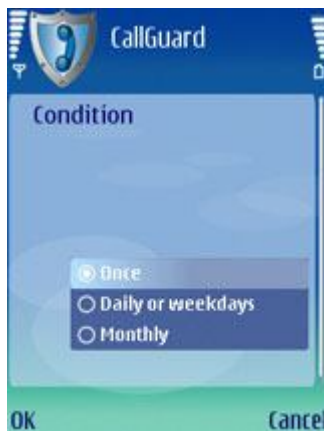 CallGuard
Condition
Once
Daily or weekdays
Monthly
OK Cancel